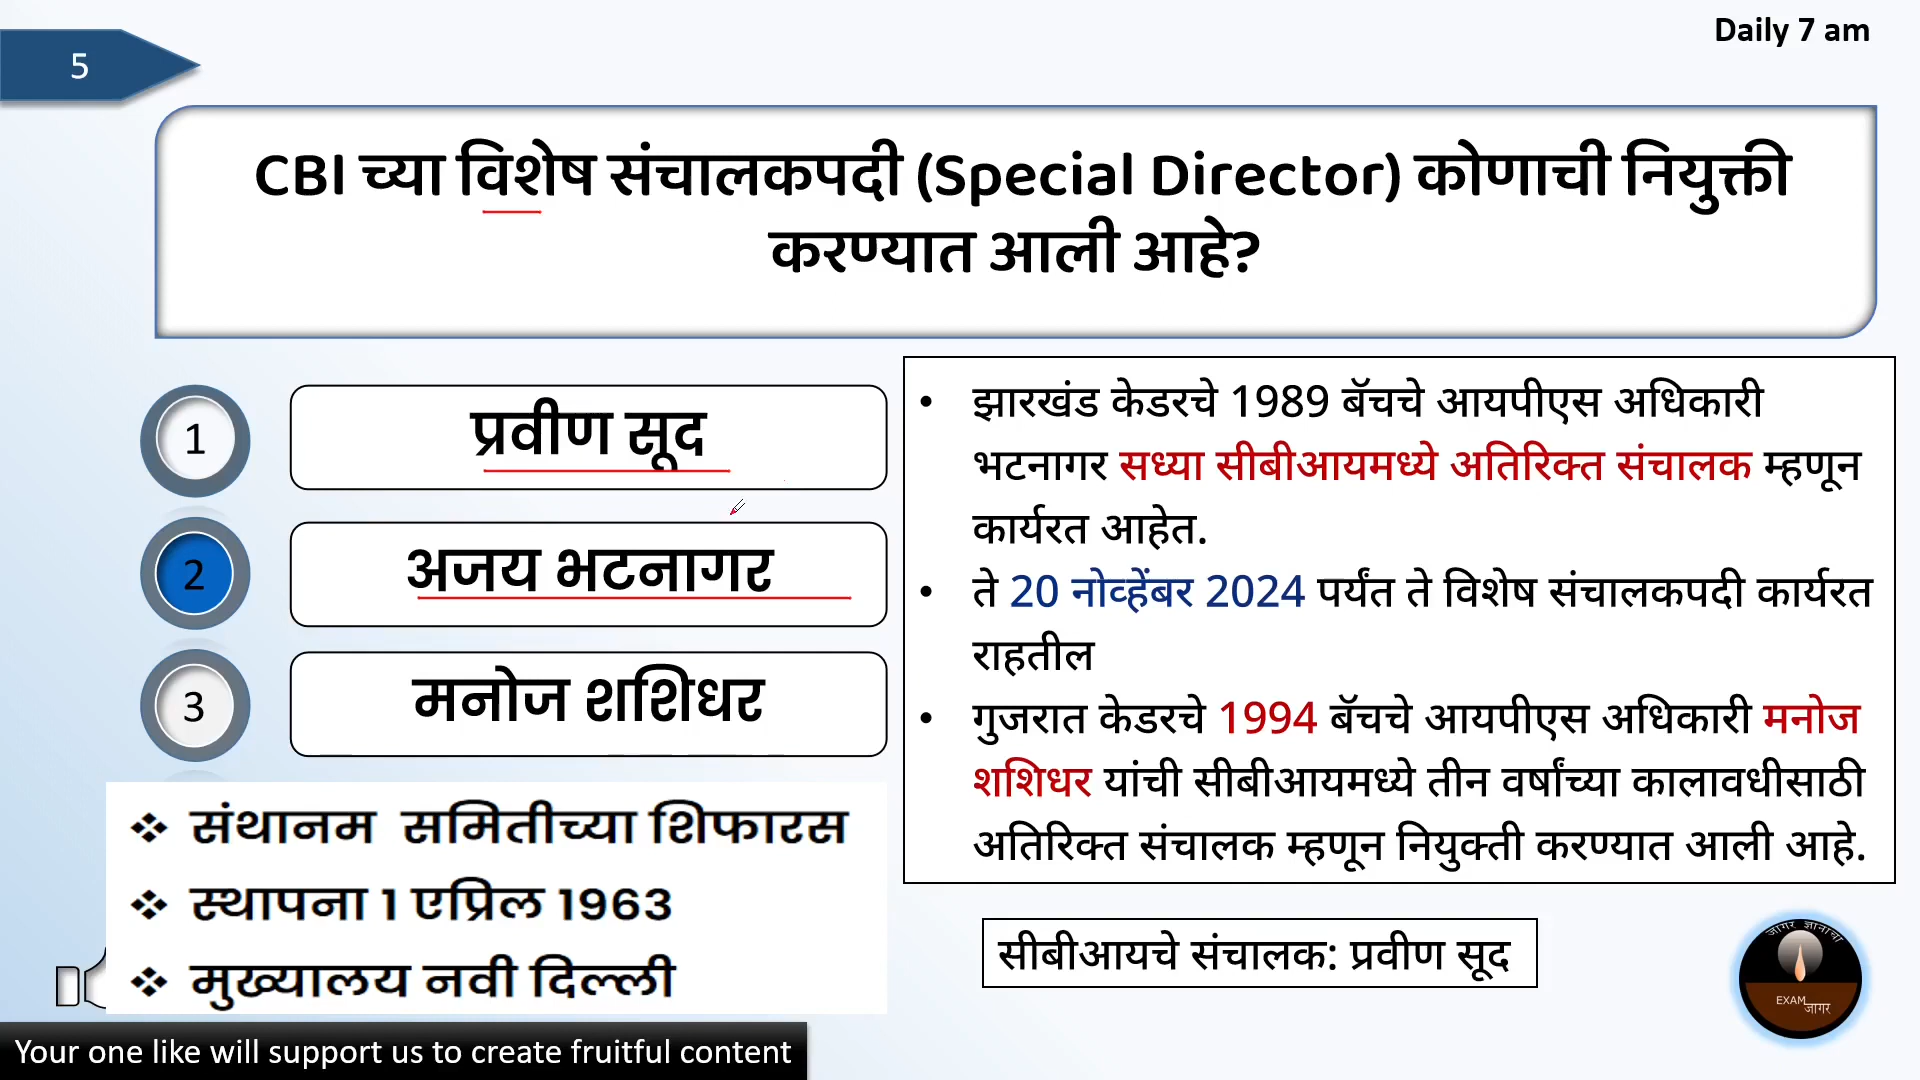 Daily 7 am
5
CBI च्या विशेष संचालकपदी (Special Director) कोणाची नियुक्ती
करण्यात आली आहे?
1
प्रवीण सूद
2
अजय भटनागर
3
मनोज शशिधर
❖ संथानम समितीच्या शिफारस
❖ स्थापना 1 एप्रिल 1963
❖ मुख्यालय नवी दिल्ली
• झारखंड केडरचे 1989 बॅचचे आयपीएस अधिकारी
भटनागर सध्या सीबीआयमध्ये अतिरिक्त संचालक म्हणून
कार्यरत आहेत.
• ते 20 नोव्हेंबर 2024 पर्यंत ते विशेष संचालकपदी कार्यरत
राहतील
• गुजरात केडरचे 1994 बॅचचे आयपीएस अधिकारी मनोज
शशिधर यांची सीबीआयमध्ये तीन वर्षांच्या कालावधीसाठी
अतिरिक्त संचालक म्हणून नियुक्ती करण्यात आली आहे.
सीबीआयचे संचालक: प्रवीण सूद
जागर ज्ञानाचा
EXAM
जागर
Your one like will support us to create fruitful content